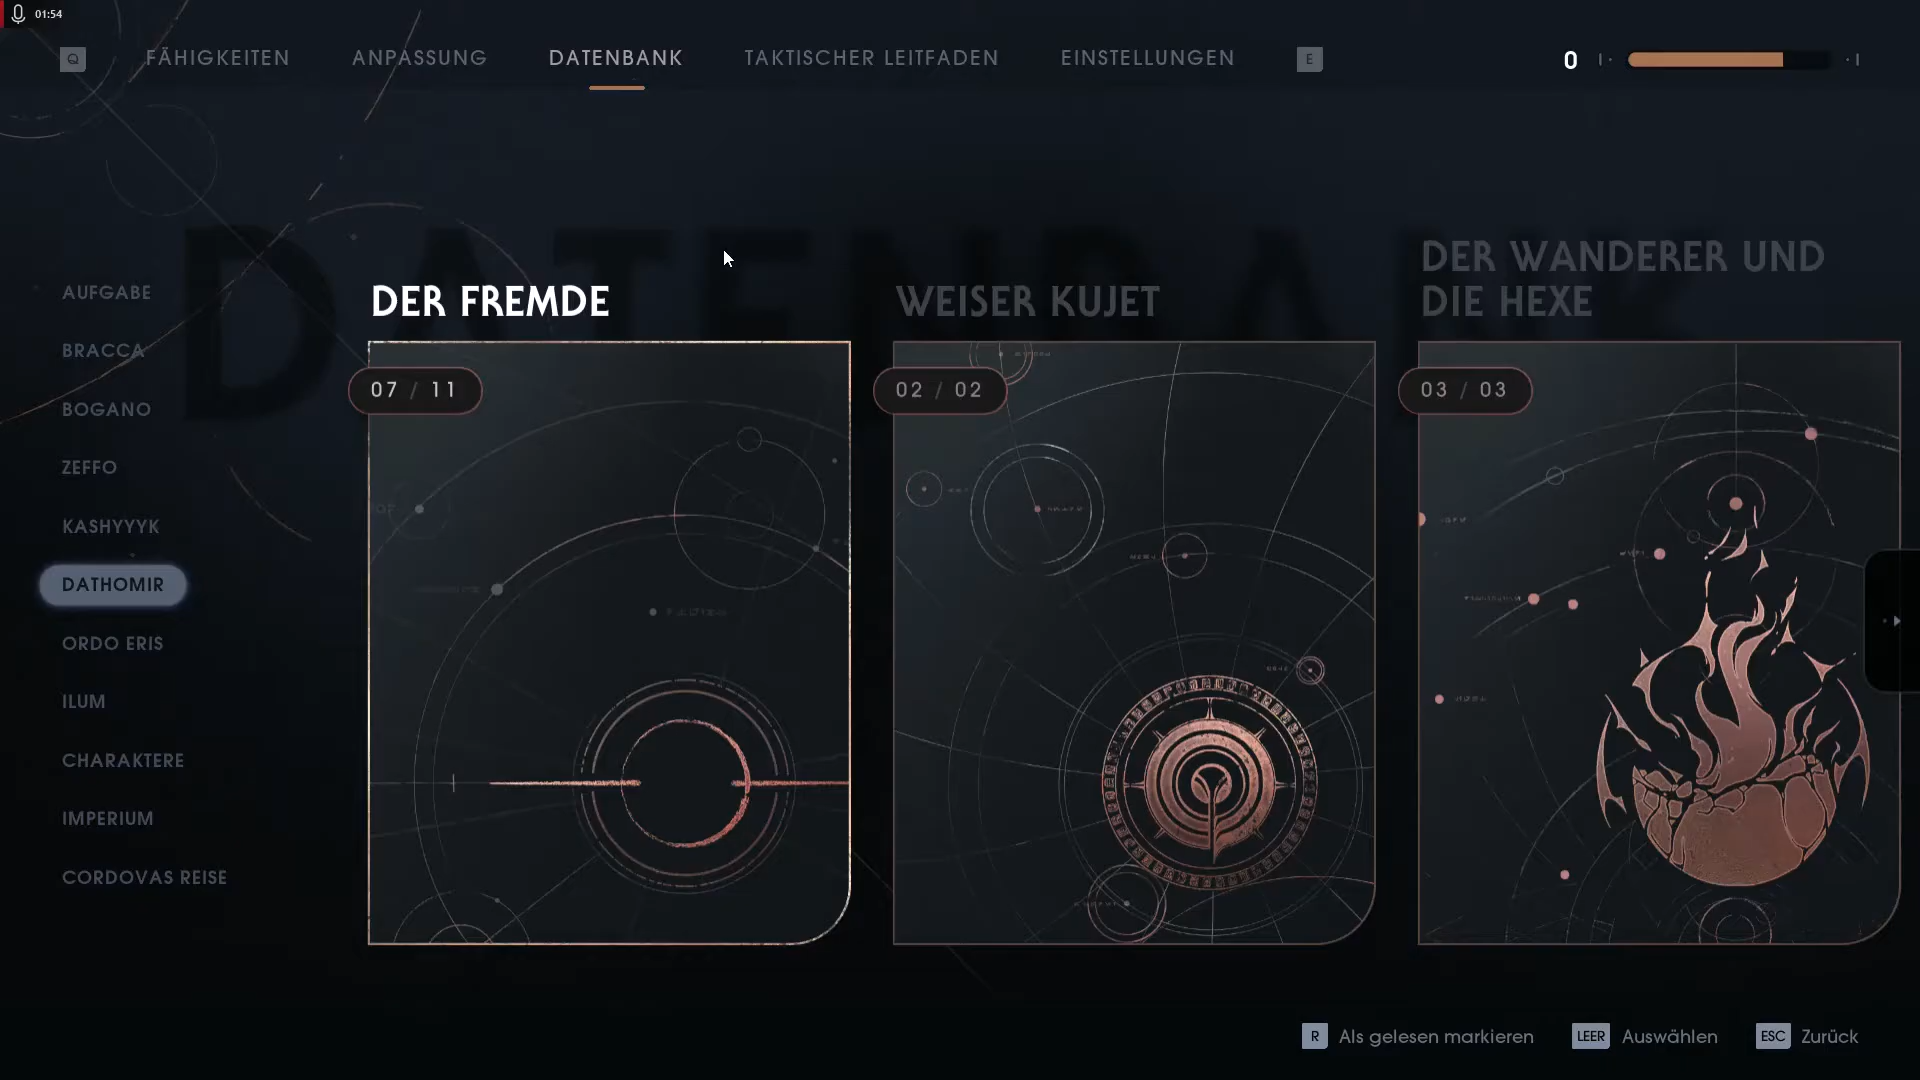 01:54
Q FÄHIGKEITEN ANPASSUNG DATENBANK TAKTISCHER LEITFADEN EINSTELLUNGEN E 0
DATENBANK
AUFGABE
BRACCA
BOGANO
ZEFFO
KASHYYYK
DATHOMIR
ORDO ERIS
ILUM
CHARAKTERE
IMPERIUM
CORDOVAS REISE
DER FREMDE
07 / 11
WEISER KUJET
02 / 02
DER WANDERER UND
DIE HEXE
03 / 03
R Als gelesen markieren LEER Auswählen ESC Zurück